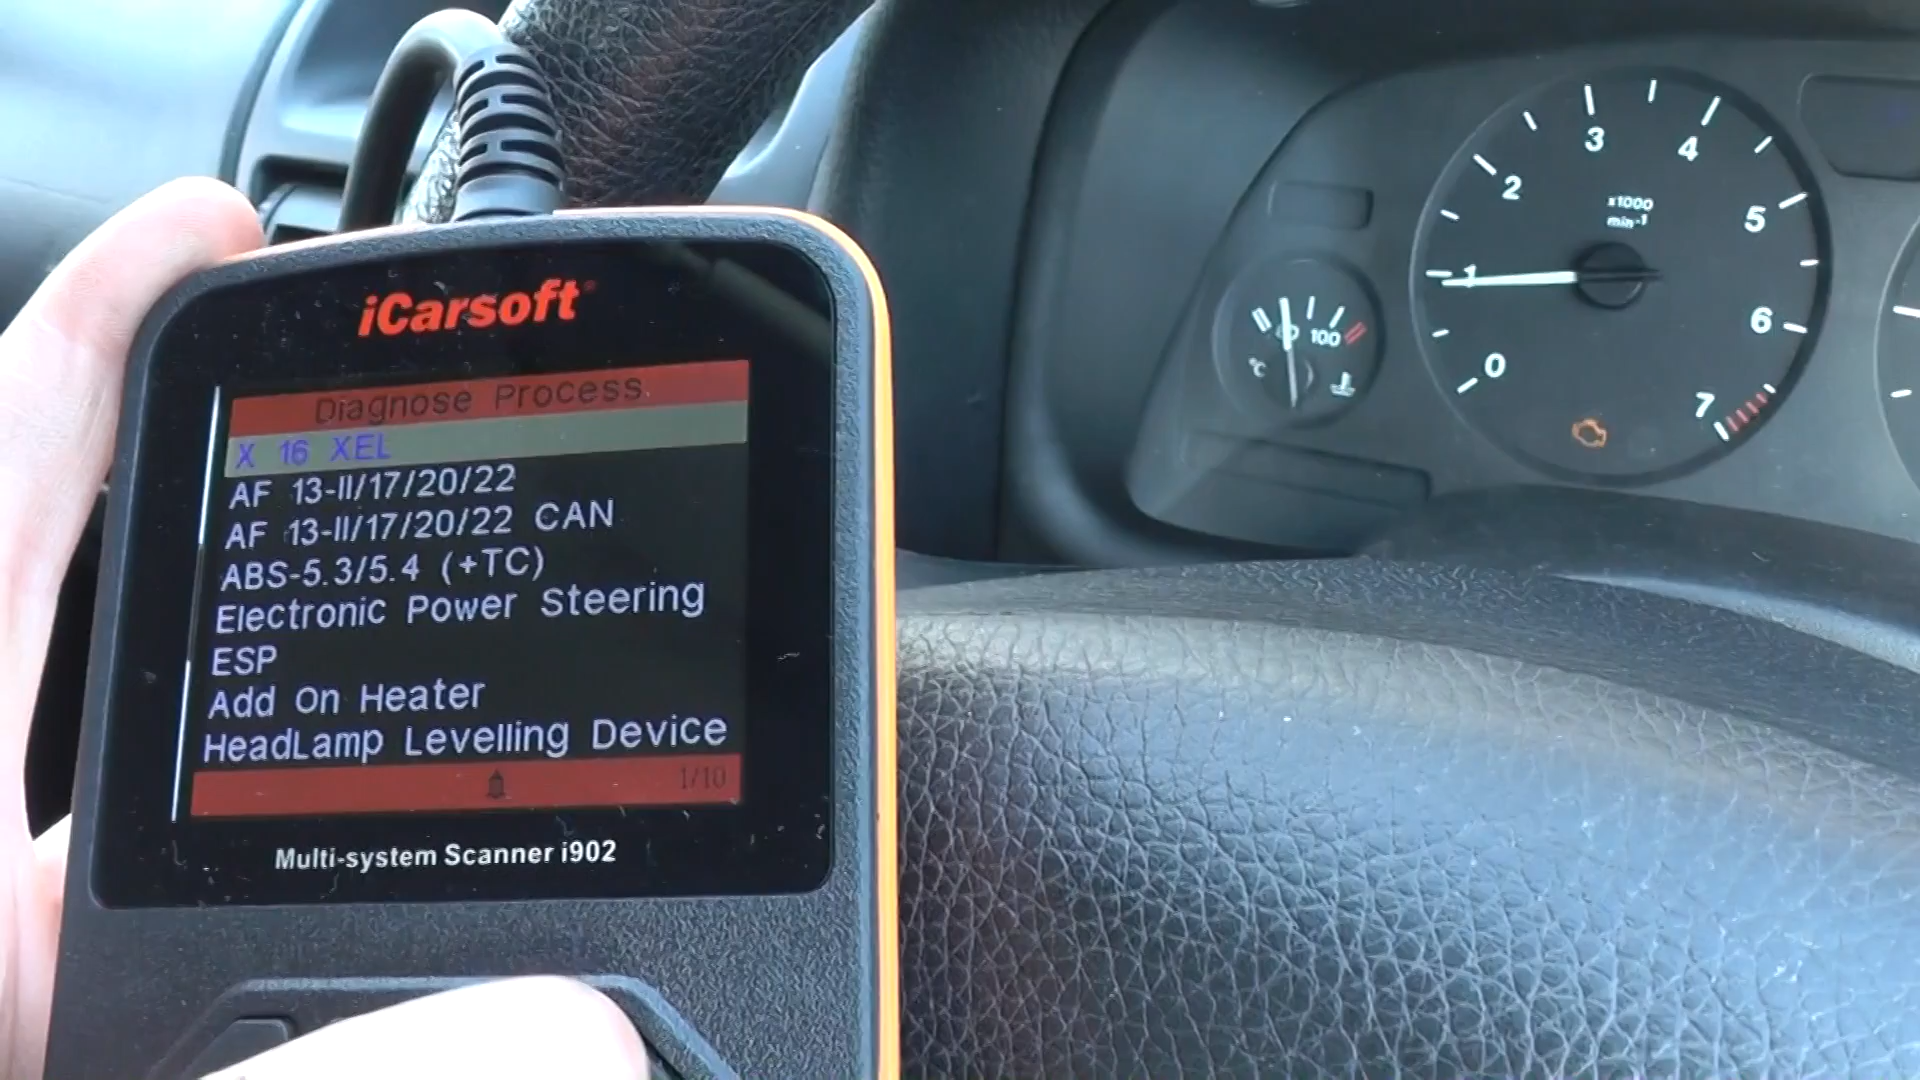 iCarsoft®
Diagnose Process
X 16 XEL
AF 13-II/17/20/22
AF 13-II/17/20/22 CAN
ABS-5.3/5.4 (+TC)
Electronic Power Steering
ESP
Add On Heater
HeadLamp Levelling Device
1/10
Multi-system Scanner i902
0
1
2
3
4
5
6
7
x1000
min-1
100
°C